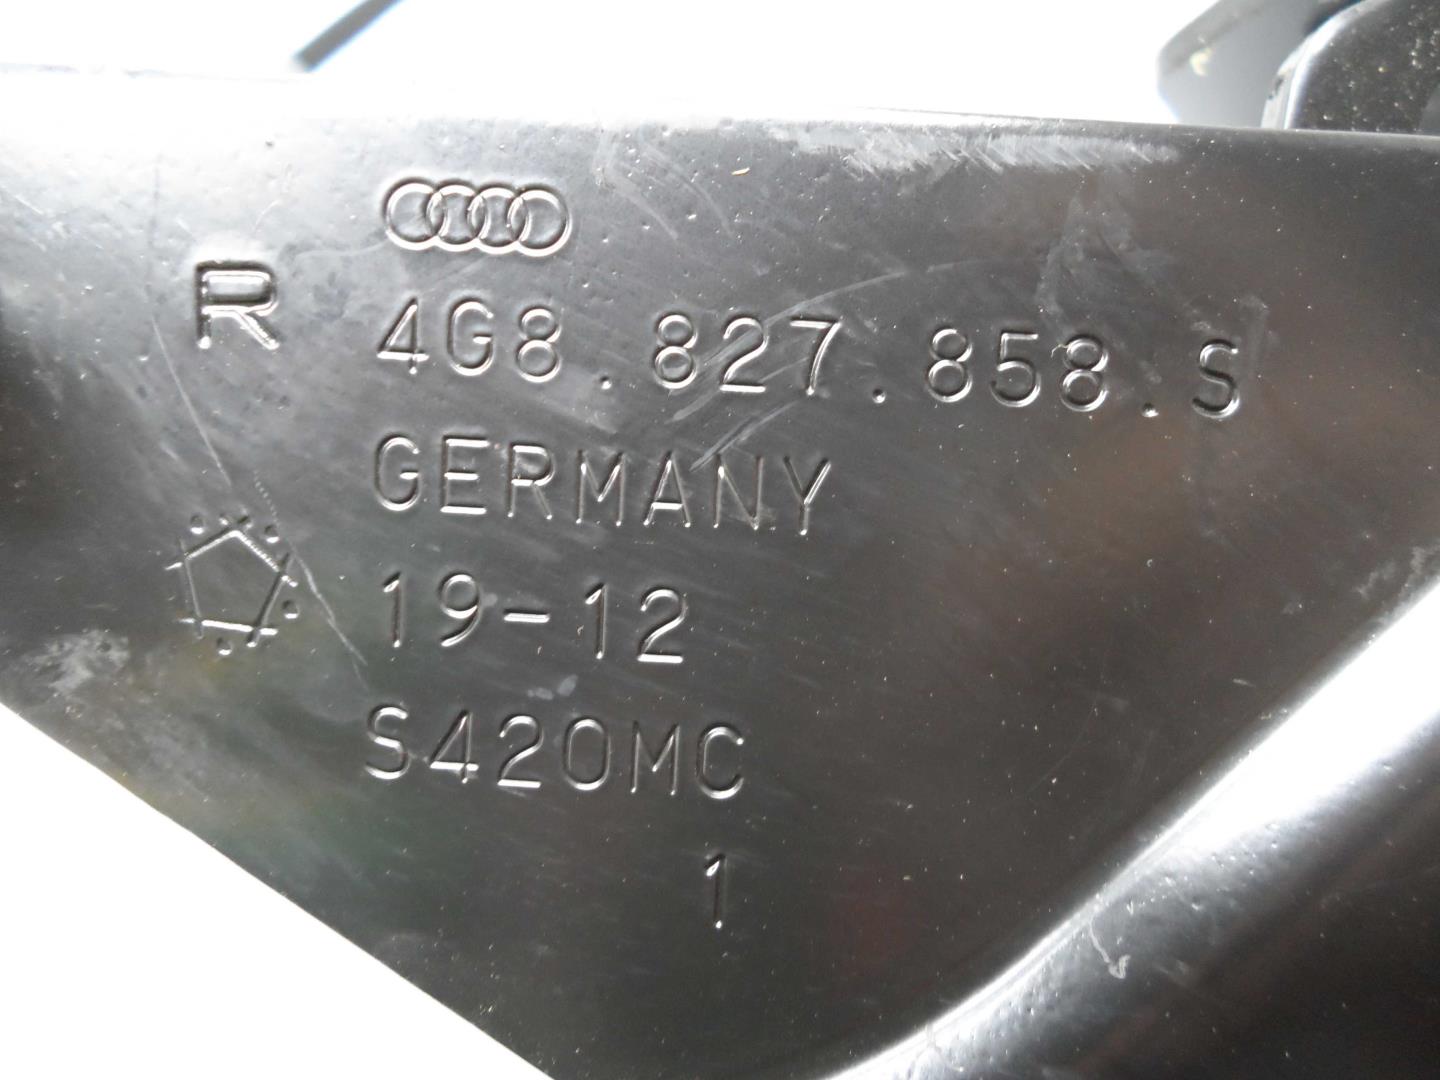 R
4G8.827.858.S
GERMANY
19-12
S420MC
1